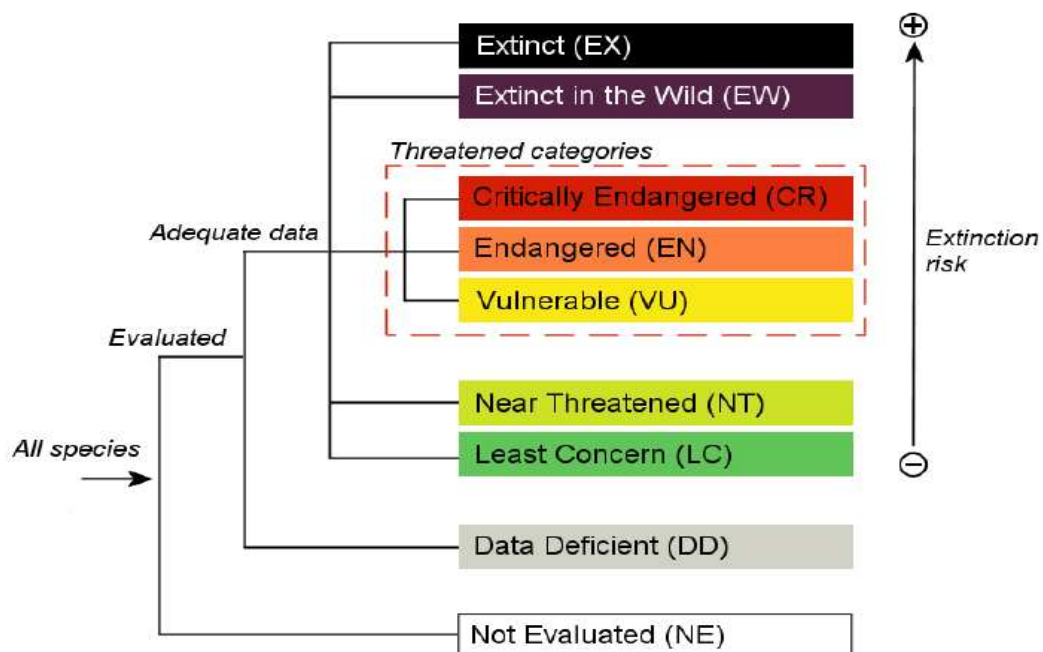 Extinct (EX)
Extinct in the Wild (EW)
Threatened categories
Critically Endangered (CR)
Adequate data
Endangered (EN)
Extinction
risk
Vulnerable (VU)
Evaluated
Near Threatened (NT)
All species
Least Concern (LC)
Data Deficient (DD)
Not Evaluated (NE)